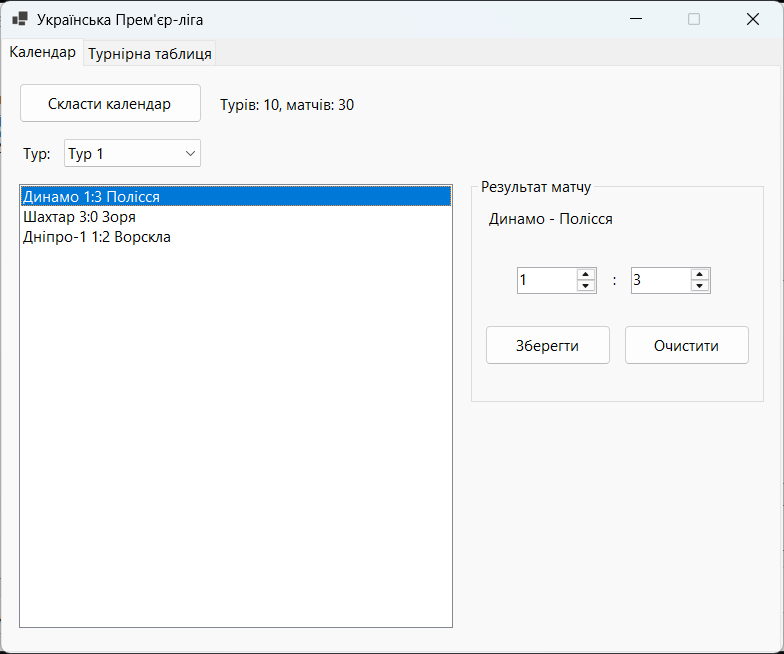 Українська Прем'єр-ліга
Календар Турнірна таблиця
Скласти календар Турів: 10, матчів: 30
Тур: Тур 1
Динамо 1:3 Полісся
Шахтар 3:0 Зоря
Дніпро-1 1:2 Ворскла
Результат матчу
Динамо - Полісся
1 : 3
Зберегти Очистити